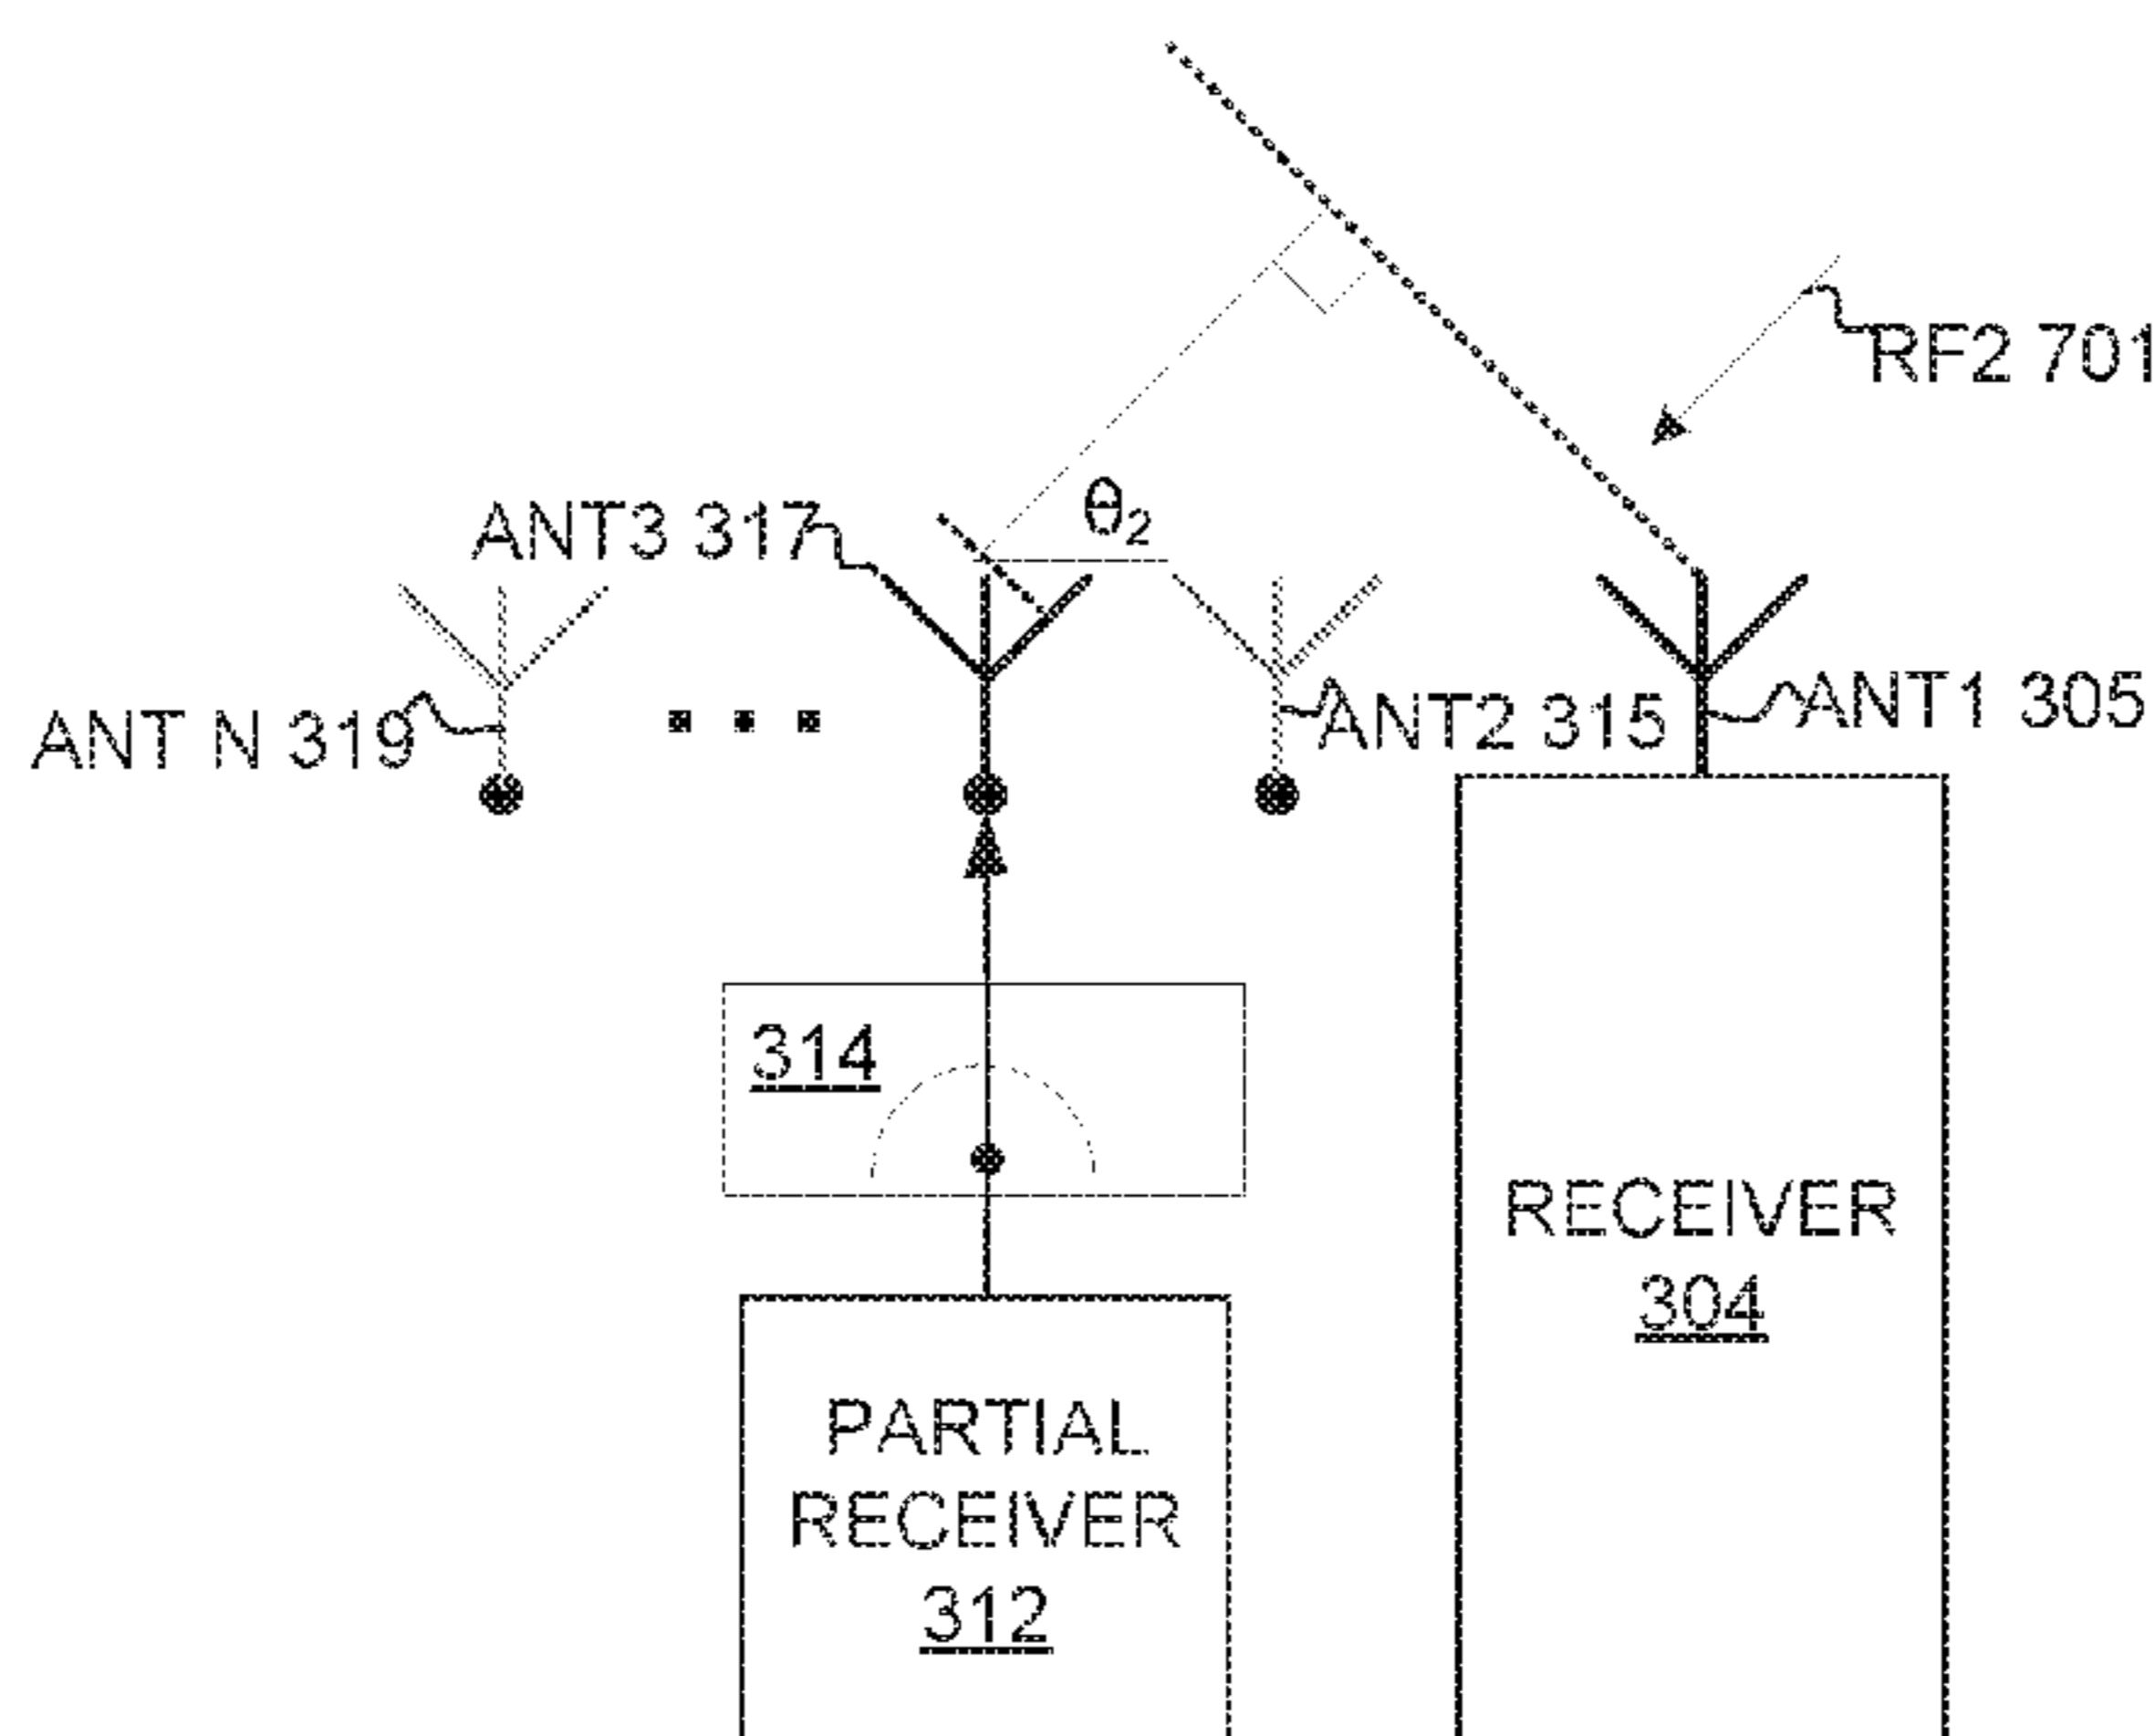 RF2 701
θ2
ANT3 317
ANT1 305
ANT2 315
ANT N 319
314
RECEIVER
304
PARTIAL
RECEIVER
312